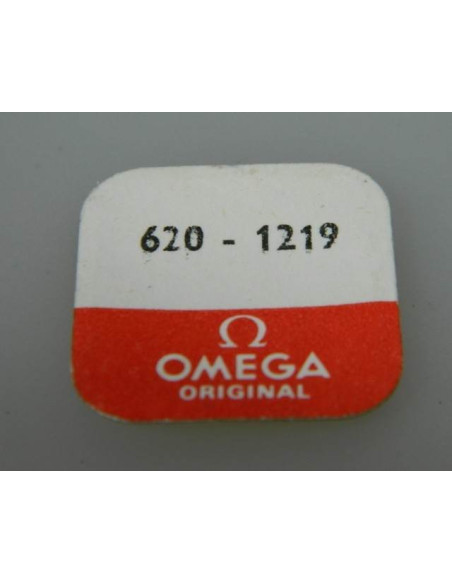 620 - 1219
Ω
OMEGA
ORIGINAL